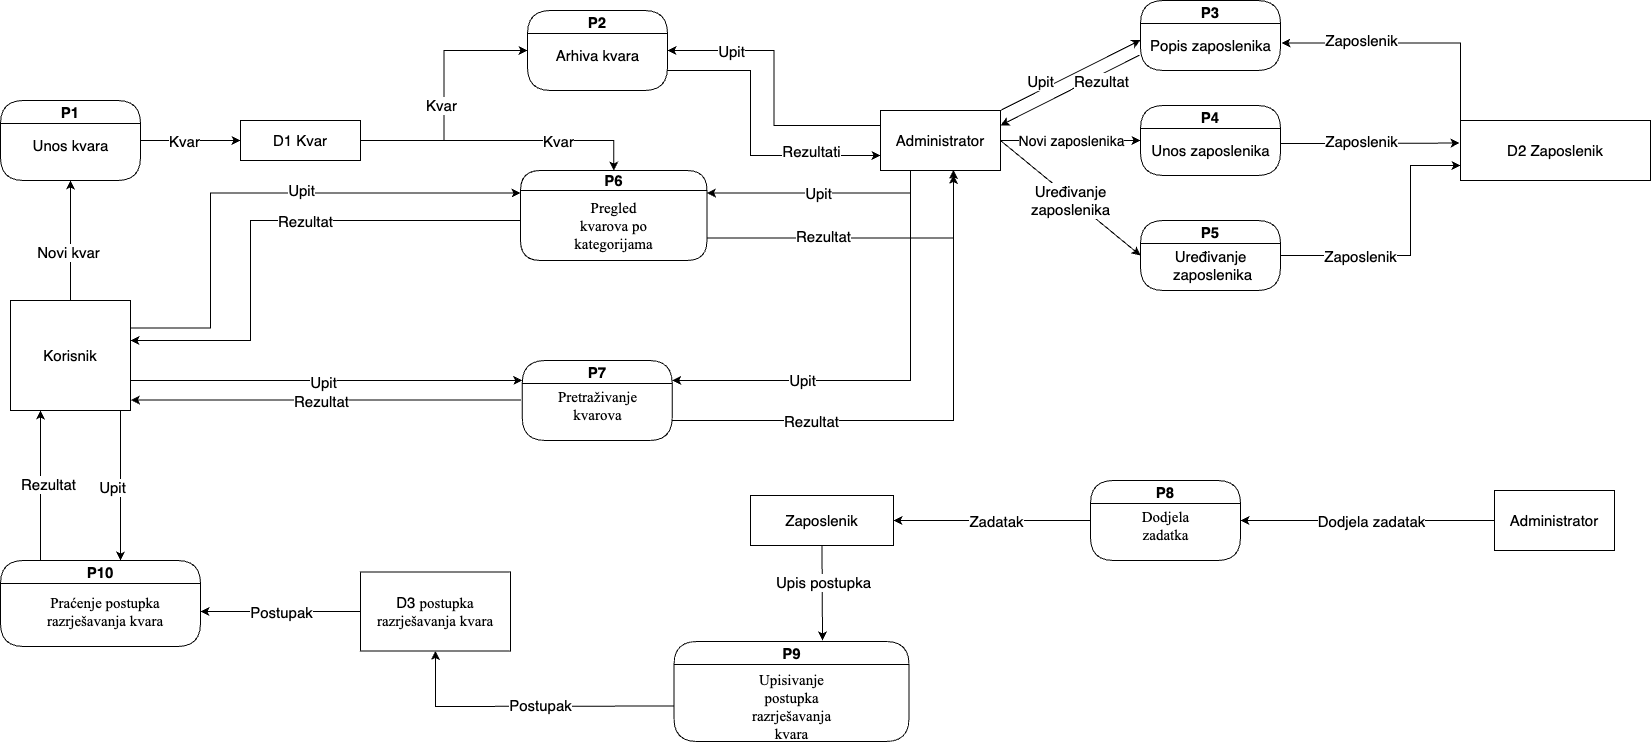 P2
Arhiva kvara
P3
Popis zaposlenika
Upit
Zaposlenik
Upit
Rezultat
Kvar
P1
Unos kvara
Kvar
D1 Kvar
Kvar
Rezultati
Administrator
Novi zaposlenika
P4
Unos zaposlenika
Zaposlenik
D2 Zaposlenik
P6
Pregled
kvarova po
kategorijama
Upit
Rezultat
Upit
Rezultat
Uređivanje
zaposlenika
P5
Uređivanje
zaposlenika
Zaposlenik
Novi kvar
Korisnik
P7
Pretraživanje
kvarova
Upit
Rezultat
Upit
Rezultat
Rezultat
Upit
Zaposlenik
Zadatak
P8
Dodjela
zadatka
Dodjela zadatak
Administrator
Upis postupka
P10
Praćenje postupka
razrješavanja kvara
Postupak
D3 postupka
razrješavanja kvara
P9
Upisivanje
postupka
razrješavanja
kvara
Postupak